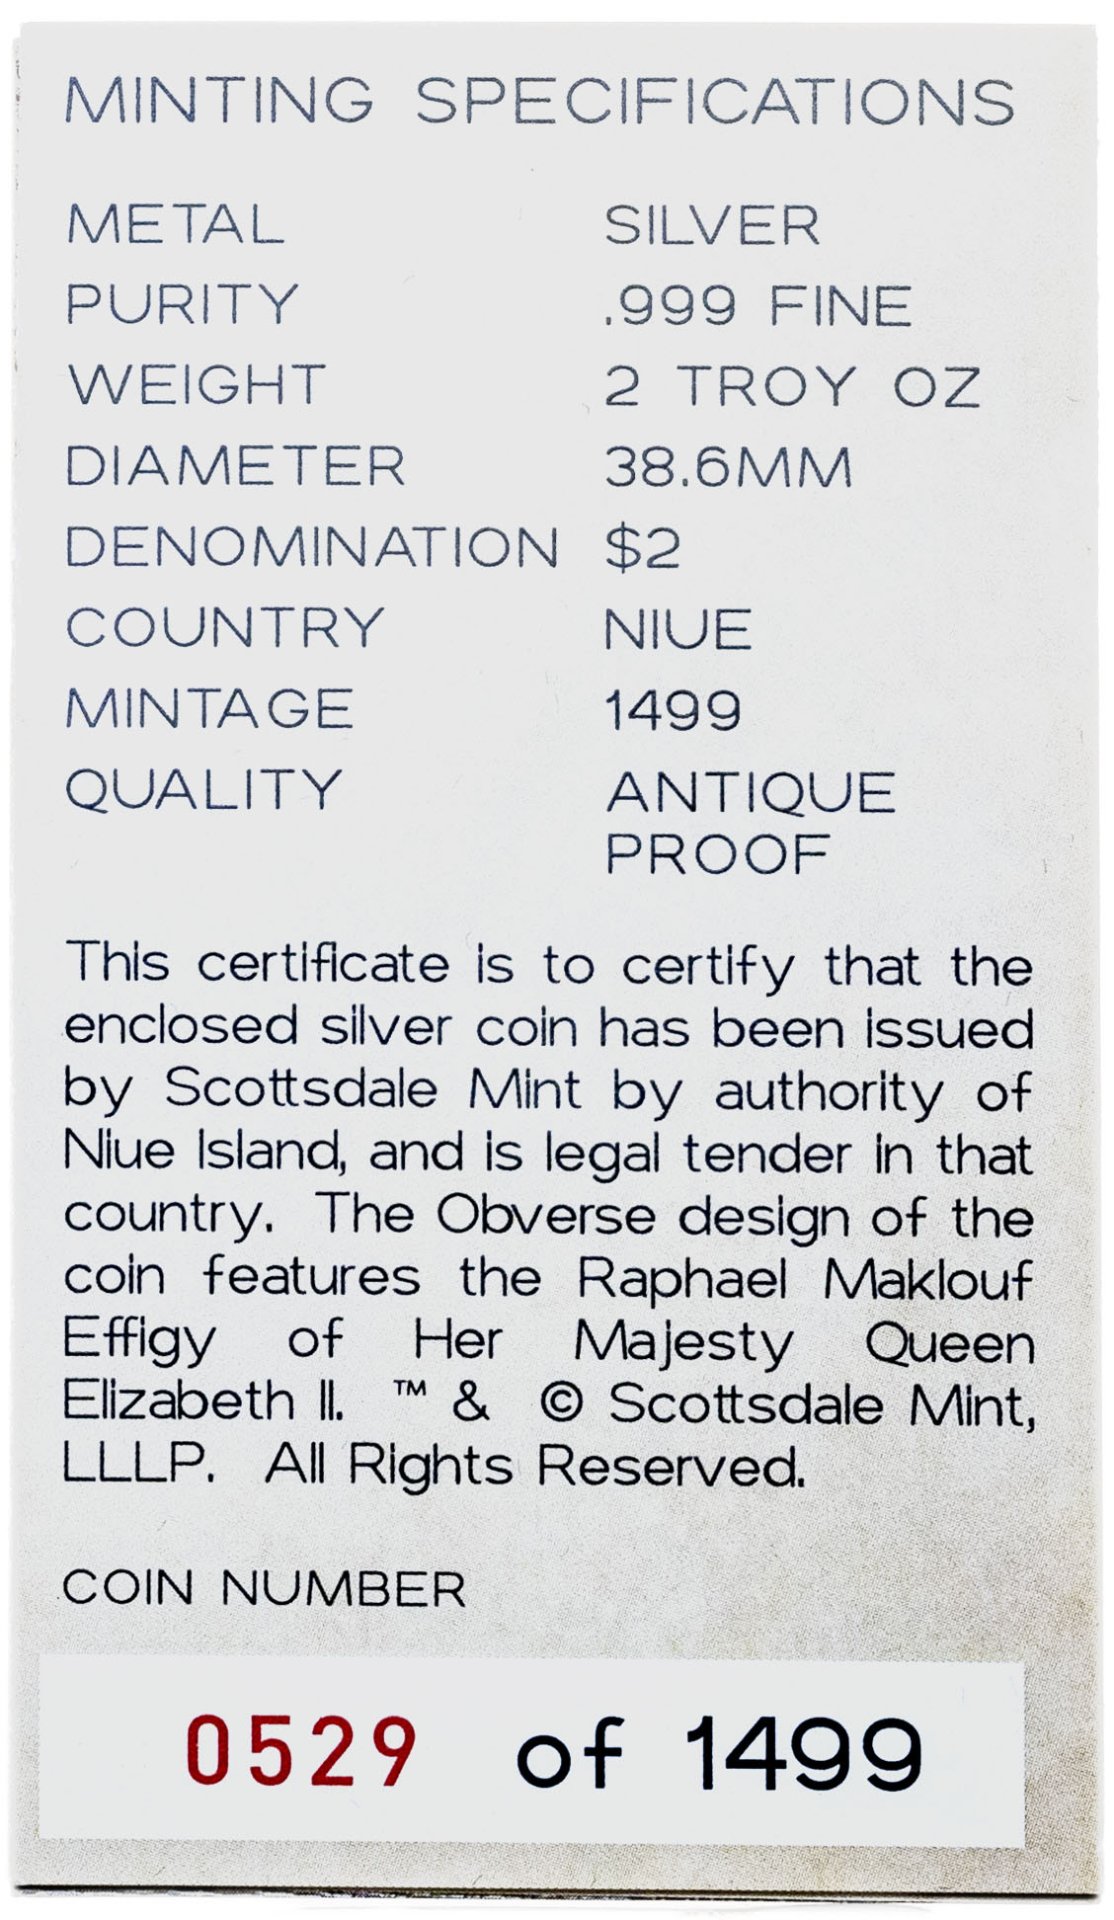 MINTING SPECIFICATIONS
METAL SILVER
PURITY .999 FINE
WEIGHT 2 TROY OZ
DIAMETER 38.6MM
DENOMINATION $2
COUNTRY NIUE
MINTAGE 1499
QUALITY ANTIQUE
PROOF
This certificate is to certify that the
enclosed silver coin has been issued
by Scottsdale Mint by authority of
Niue Island, and is legal tender in that
country. The Obverse design of the
coin features the Raphael Maklouf
Effigy of Her Majesty Queen
Elizabeth II. ™ & © Scottsdale Mint,
LLLP. All Rights Reserved.
COIN NUMBER
0529 of 1499